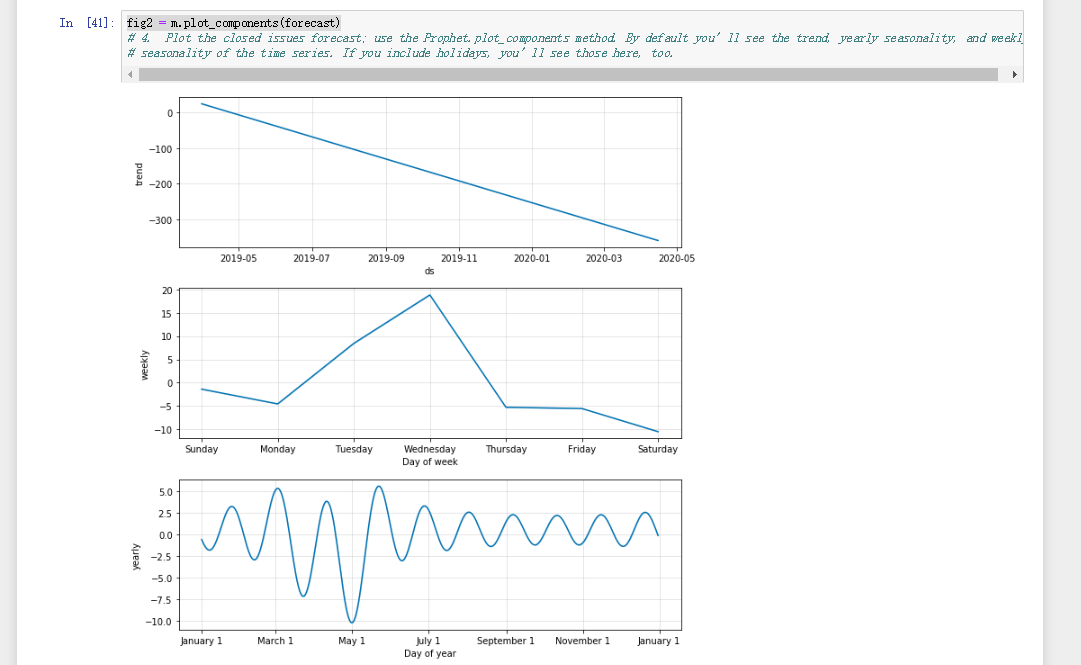 In [41]: fig2 = m.plot_components(forecast)
# 4. Plot the closed issues forecast; use the Prophet.plot_components method. By default you'll see the trend, yearly seasonality, and weekl
# seasonality of the time series. If you include holidays, you'll see those here, too.
0
−100
−200
−300
trend
2019-05 2019-07 2019-09 2019-11 2020-01 2020-03 2020-05
ds
20
15
10
5
0
−5
−10
weekly
Sunday Monday Tuesday Wednesday Thursday Friday Saturday
Day of week
5.0
2.5
0.0
−2.5
−5.0
−7.5
−10.0
yearly
January 1 March 1 May 1 July 1 September 1 November 1 January 1
Day of year